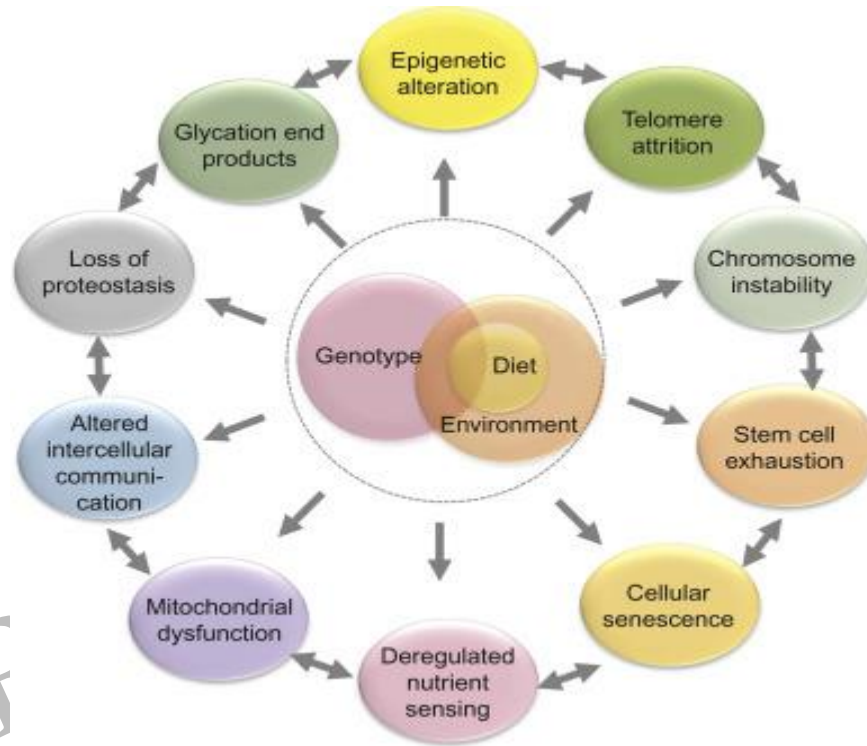 Epigenetic
alteration
Telomere
attrition
Chromosome
instability
Stem cell
exhaustion
Cellular
senescence
Deregulated
nutrient
sensing
Mitochondrial
dysfunction
Altered
intercellular
communi-
cation
Loss of
proteostasis
Glycation end
products
Genotype
Diet
Environment